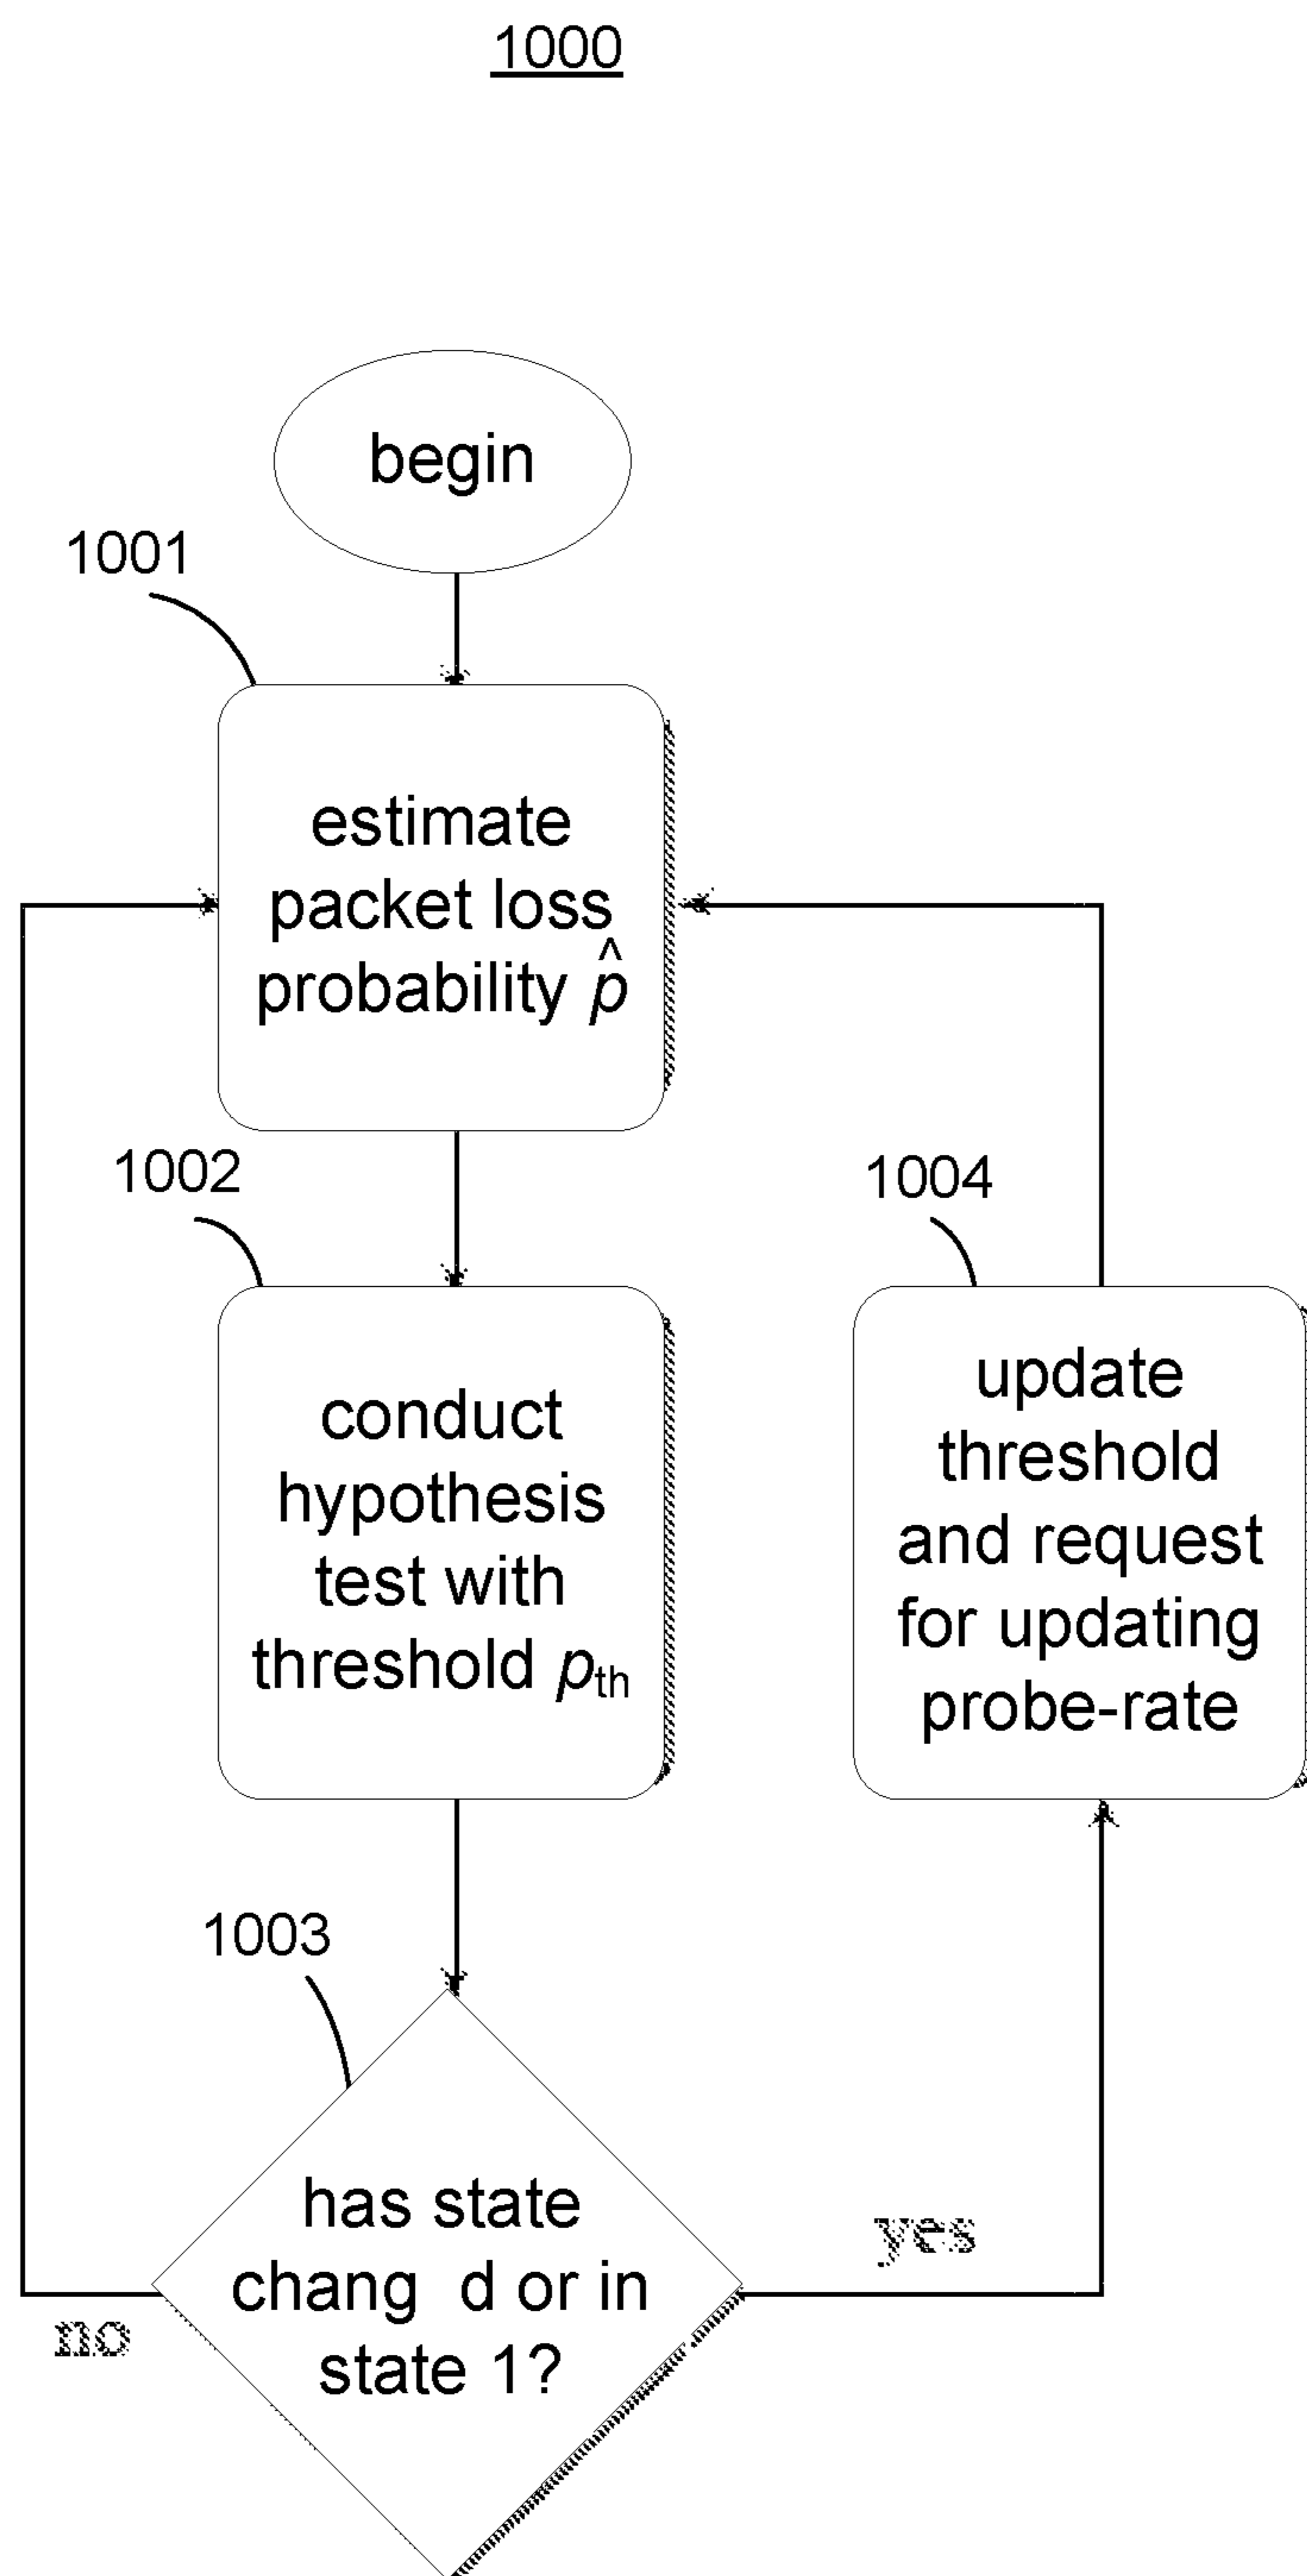 1000
begin
1001
estimate
packet loss
probability p̂
1002
conduct
hypothesis
test with
threshold pth
1004
update
threshold
and request
for updating
probe-rate
1003
has state
chang d or in
state 1?
yes
no